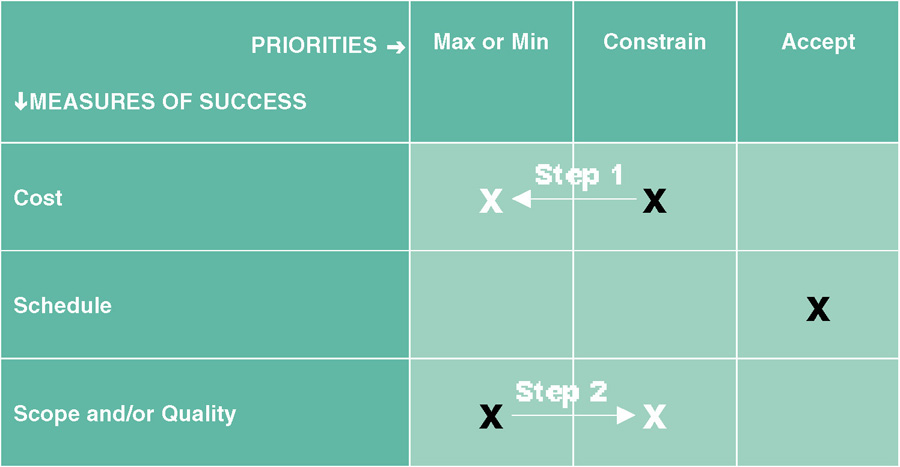 PRIORITIES → Max or Min Constrain Accept
↓MEASURES OF SUCCESS
Cost X Step 1 X
Schedule X
Scope and/or Quality X Step 2 X